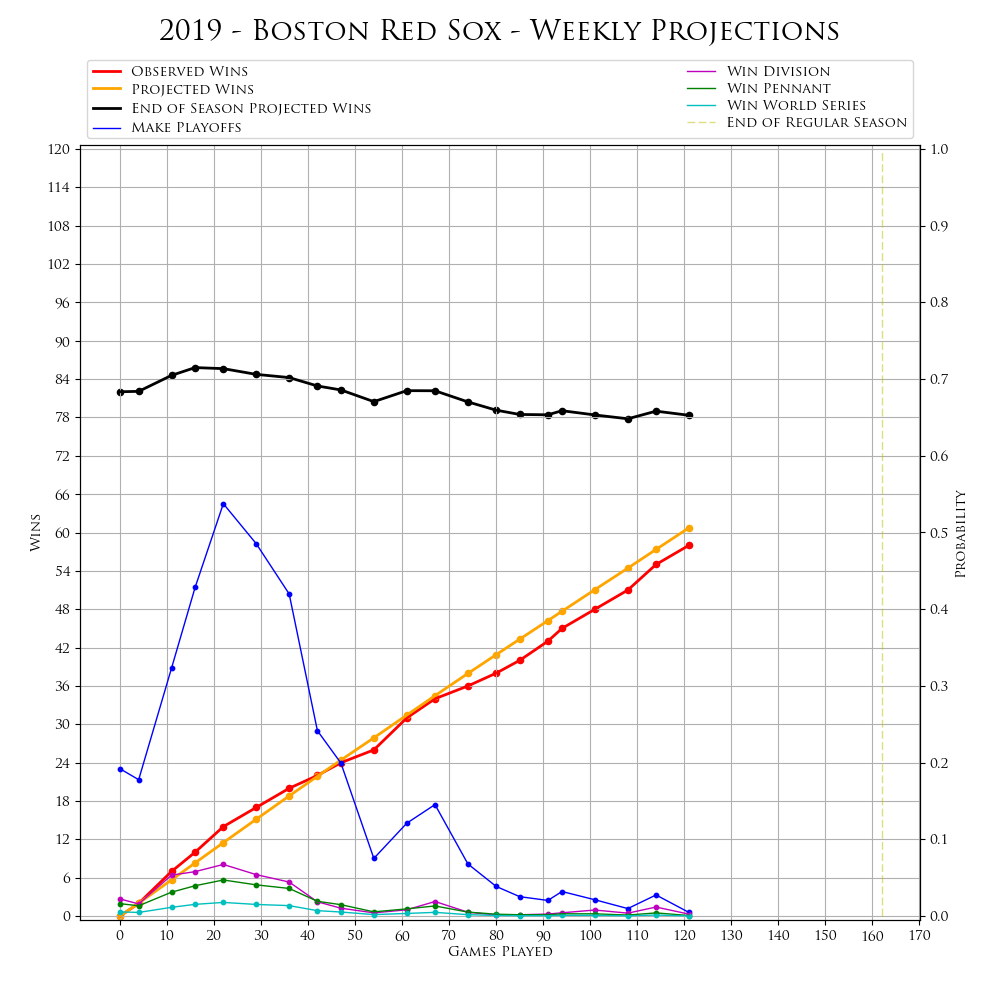 2019 - Boston Red Sox - Weekly Projections
Observed Wins
Projected Wins
End of Season Projected Wins
Make Playoffs
Win Division
Win Pennant
Win World Series
End of Regular Season
120
114
108
102
96
90
84
78
72
66
60
54
48
42
36
30
24
18
12
6
0
Wins
1.0
0.9
0.8
0.7
0.6
0.5
0.4
0.3
0.2
0.1
0.0
Probability
0 10 20 30 40 50 60 70 80 90 100 110 120 130 140 150 160 170
Games Played